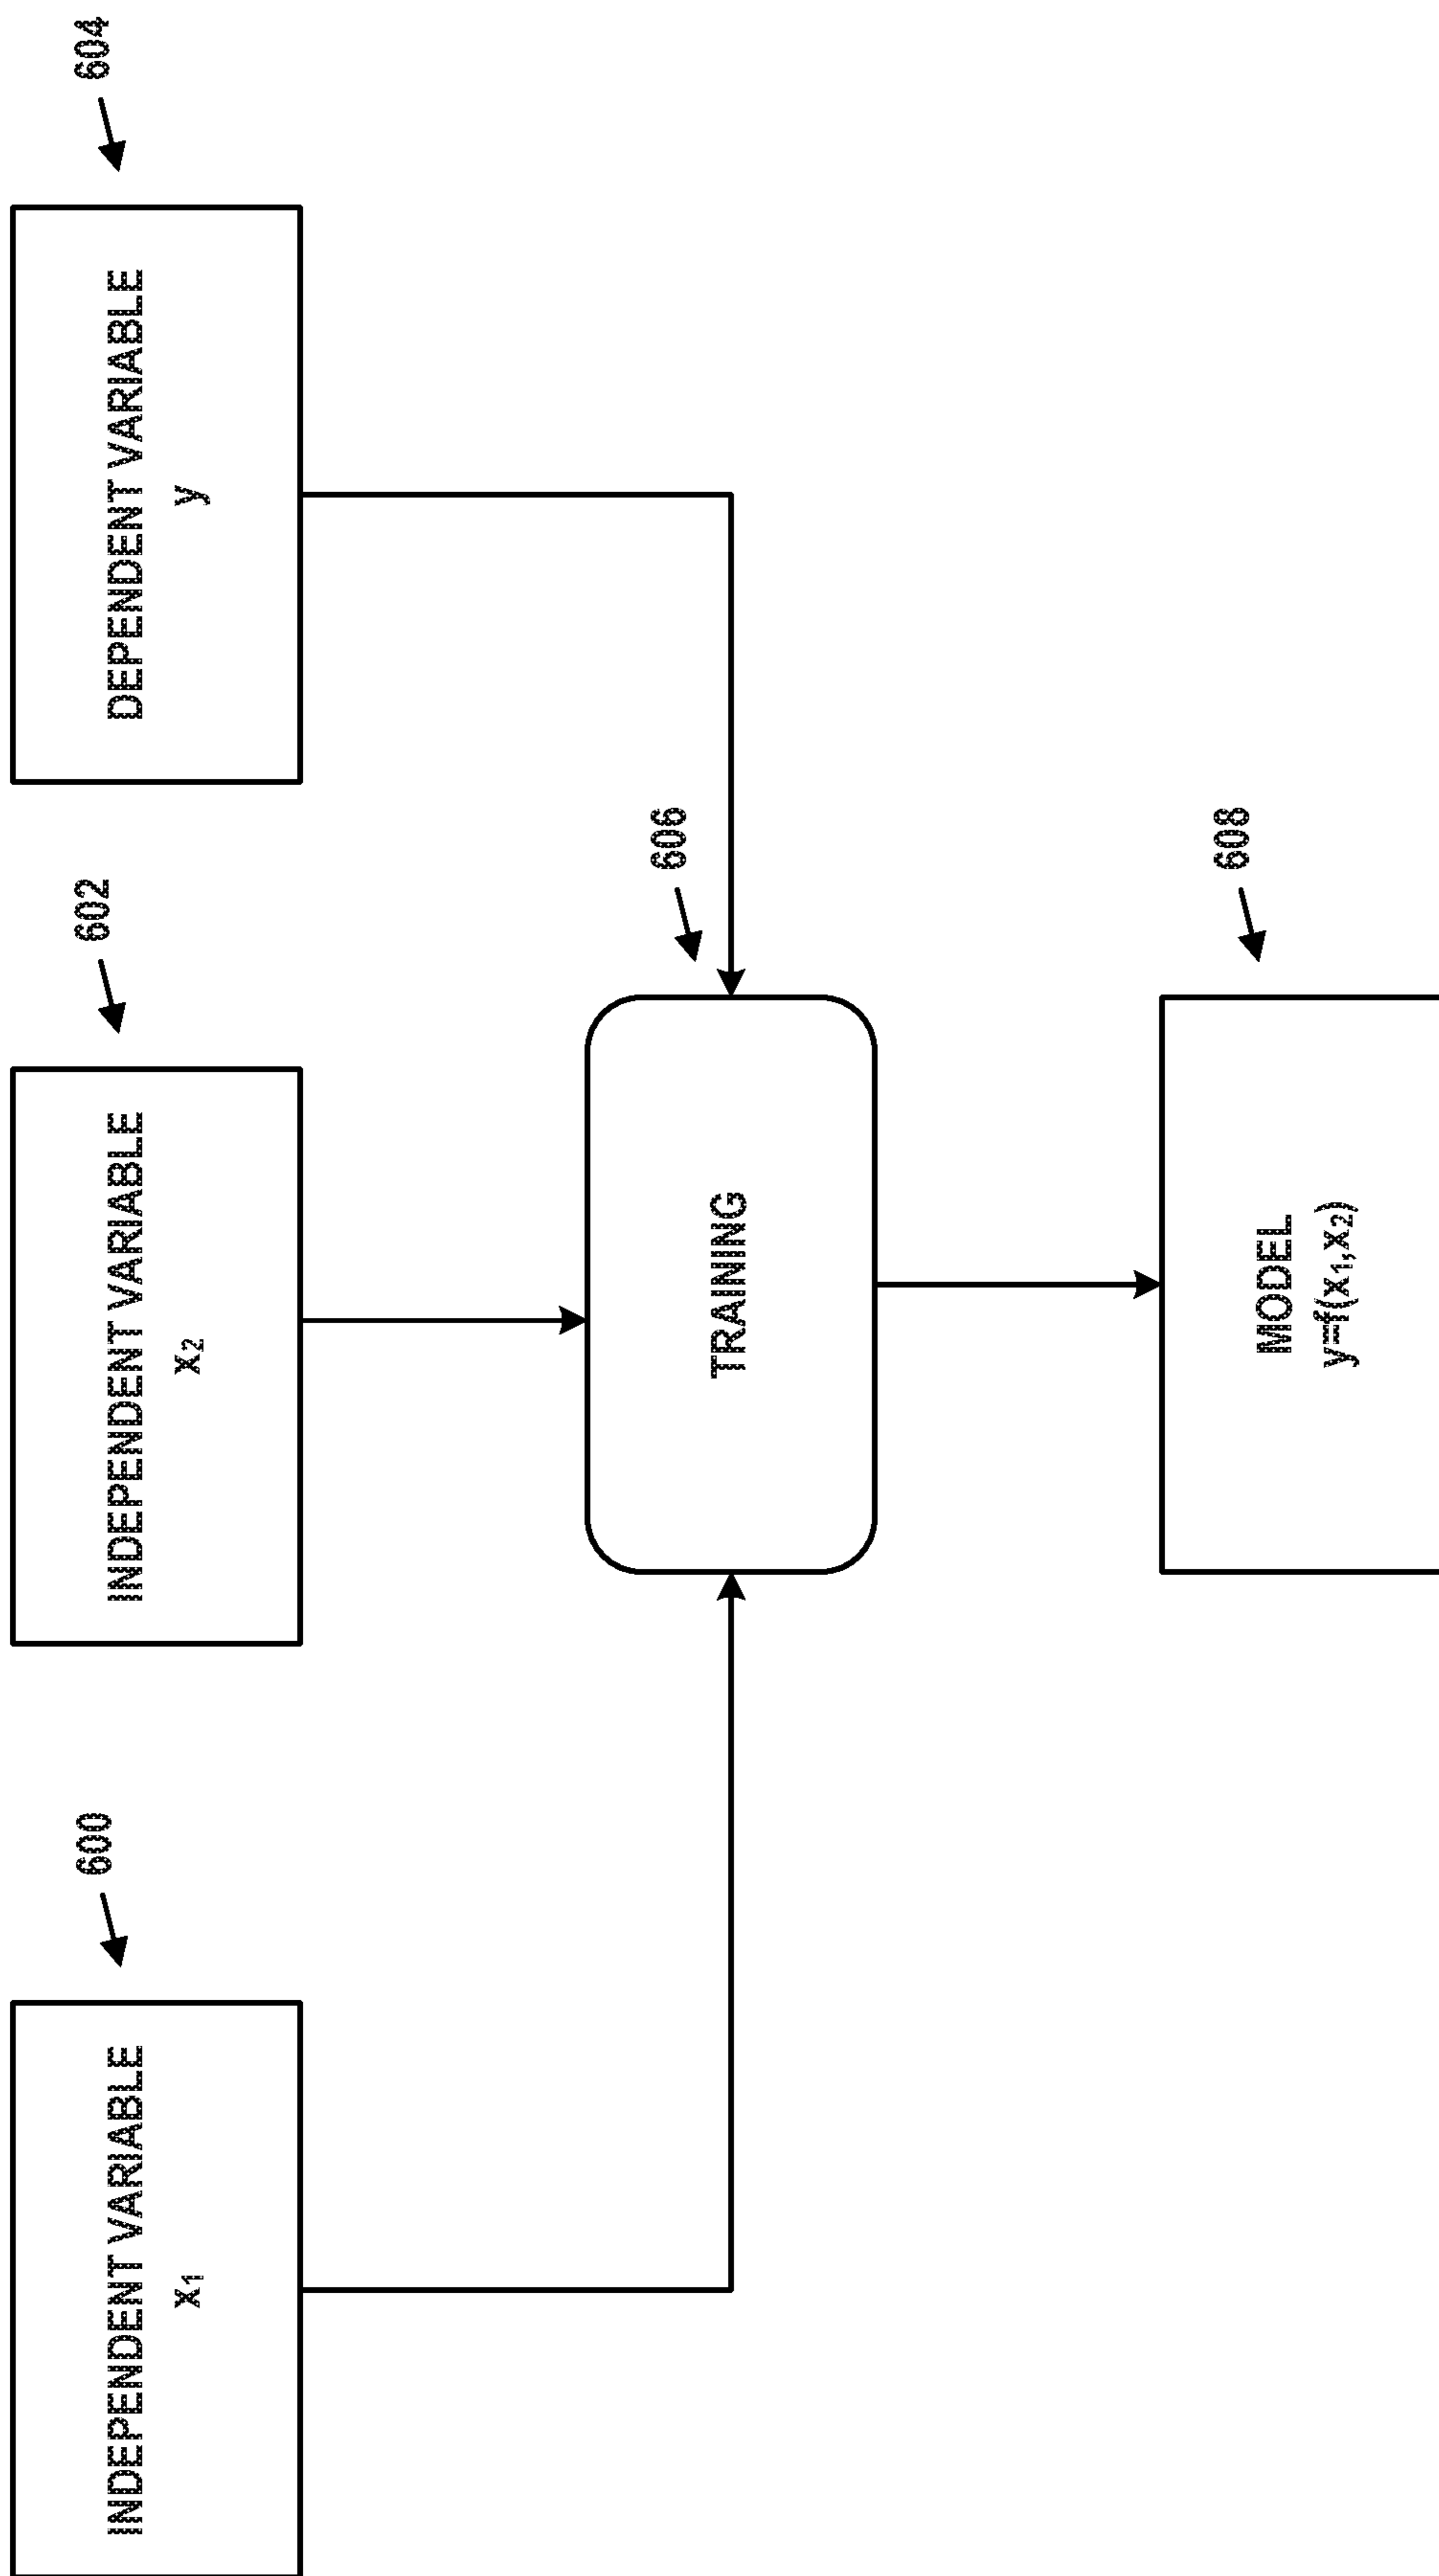 600
INDEPENDENT VARIABLE
x₁
602
INDEPENDENT VARIABLE
x₂
604
DEPENDENT VARIABLE
y
606
TRAINING
608
MODEL
y=f(x₁,x₂)